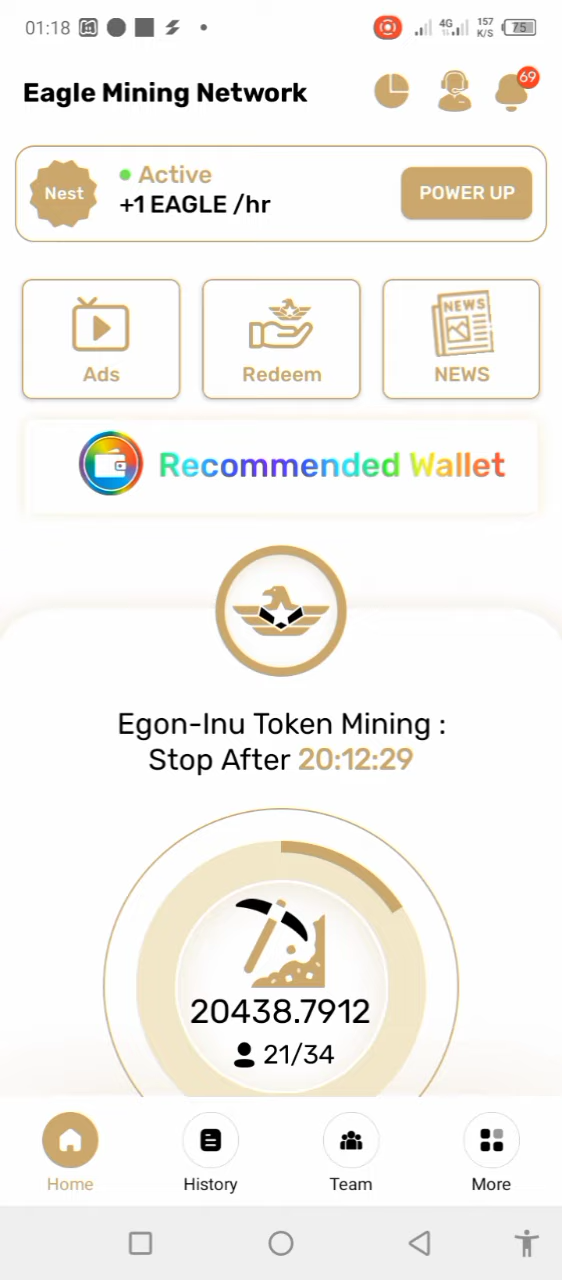 01:18
4G
157
K/S
75
Eagle Mining Network
69
Nest
Active
+1 EAGLE /hr
POWER UP
NEWS
Ads
Redeem
NEWS
Recommended Wallet
Egon-Inu Token Mining :
Stop After 20:12:29
20438.7912
21/34
Home
History
Team
More